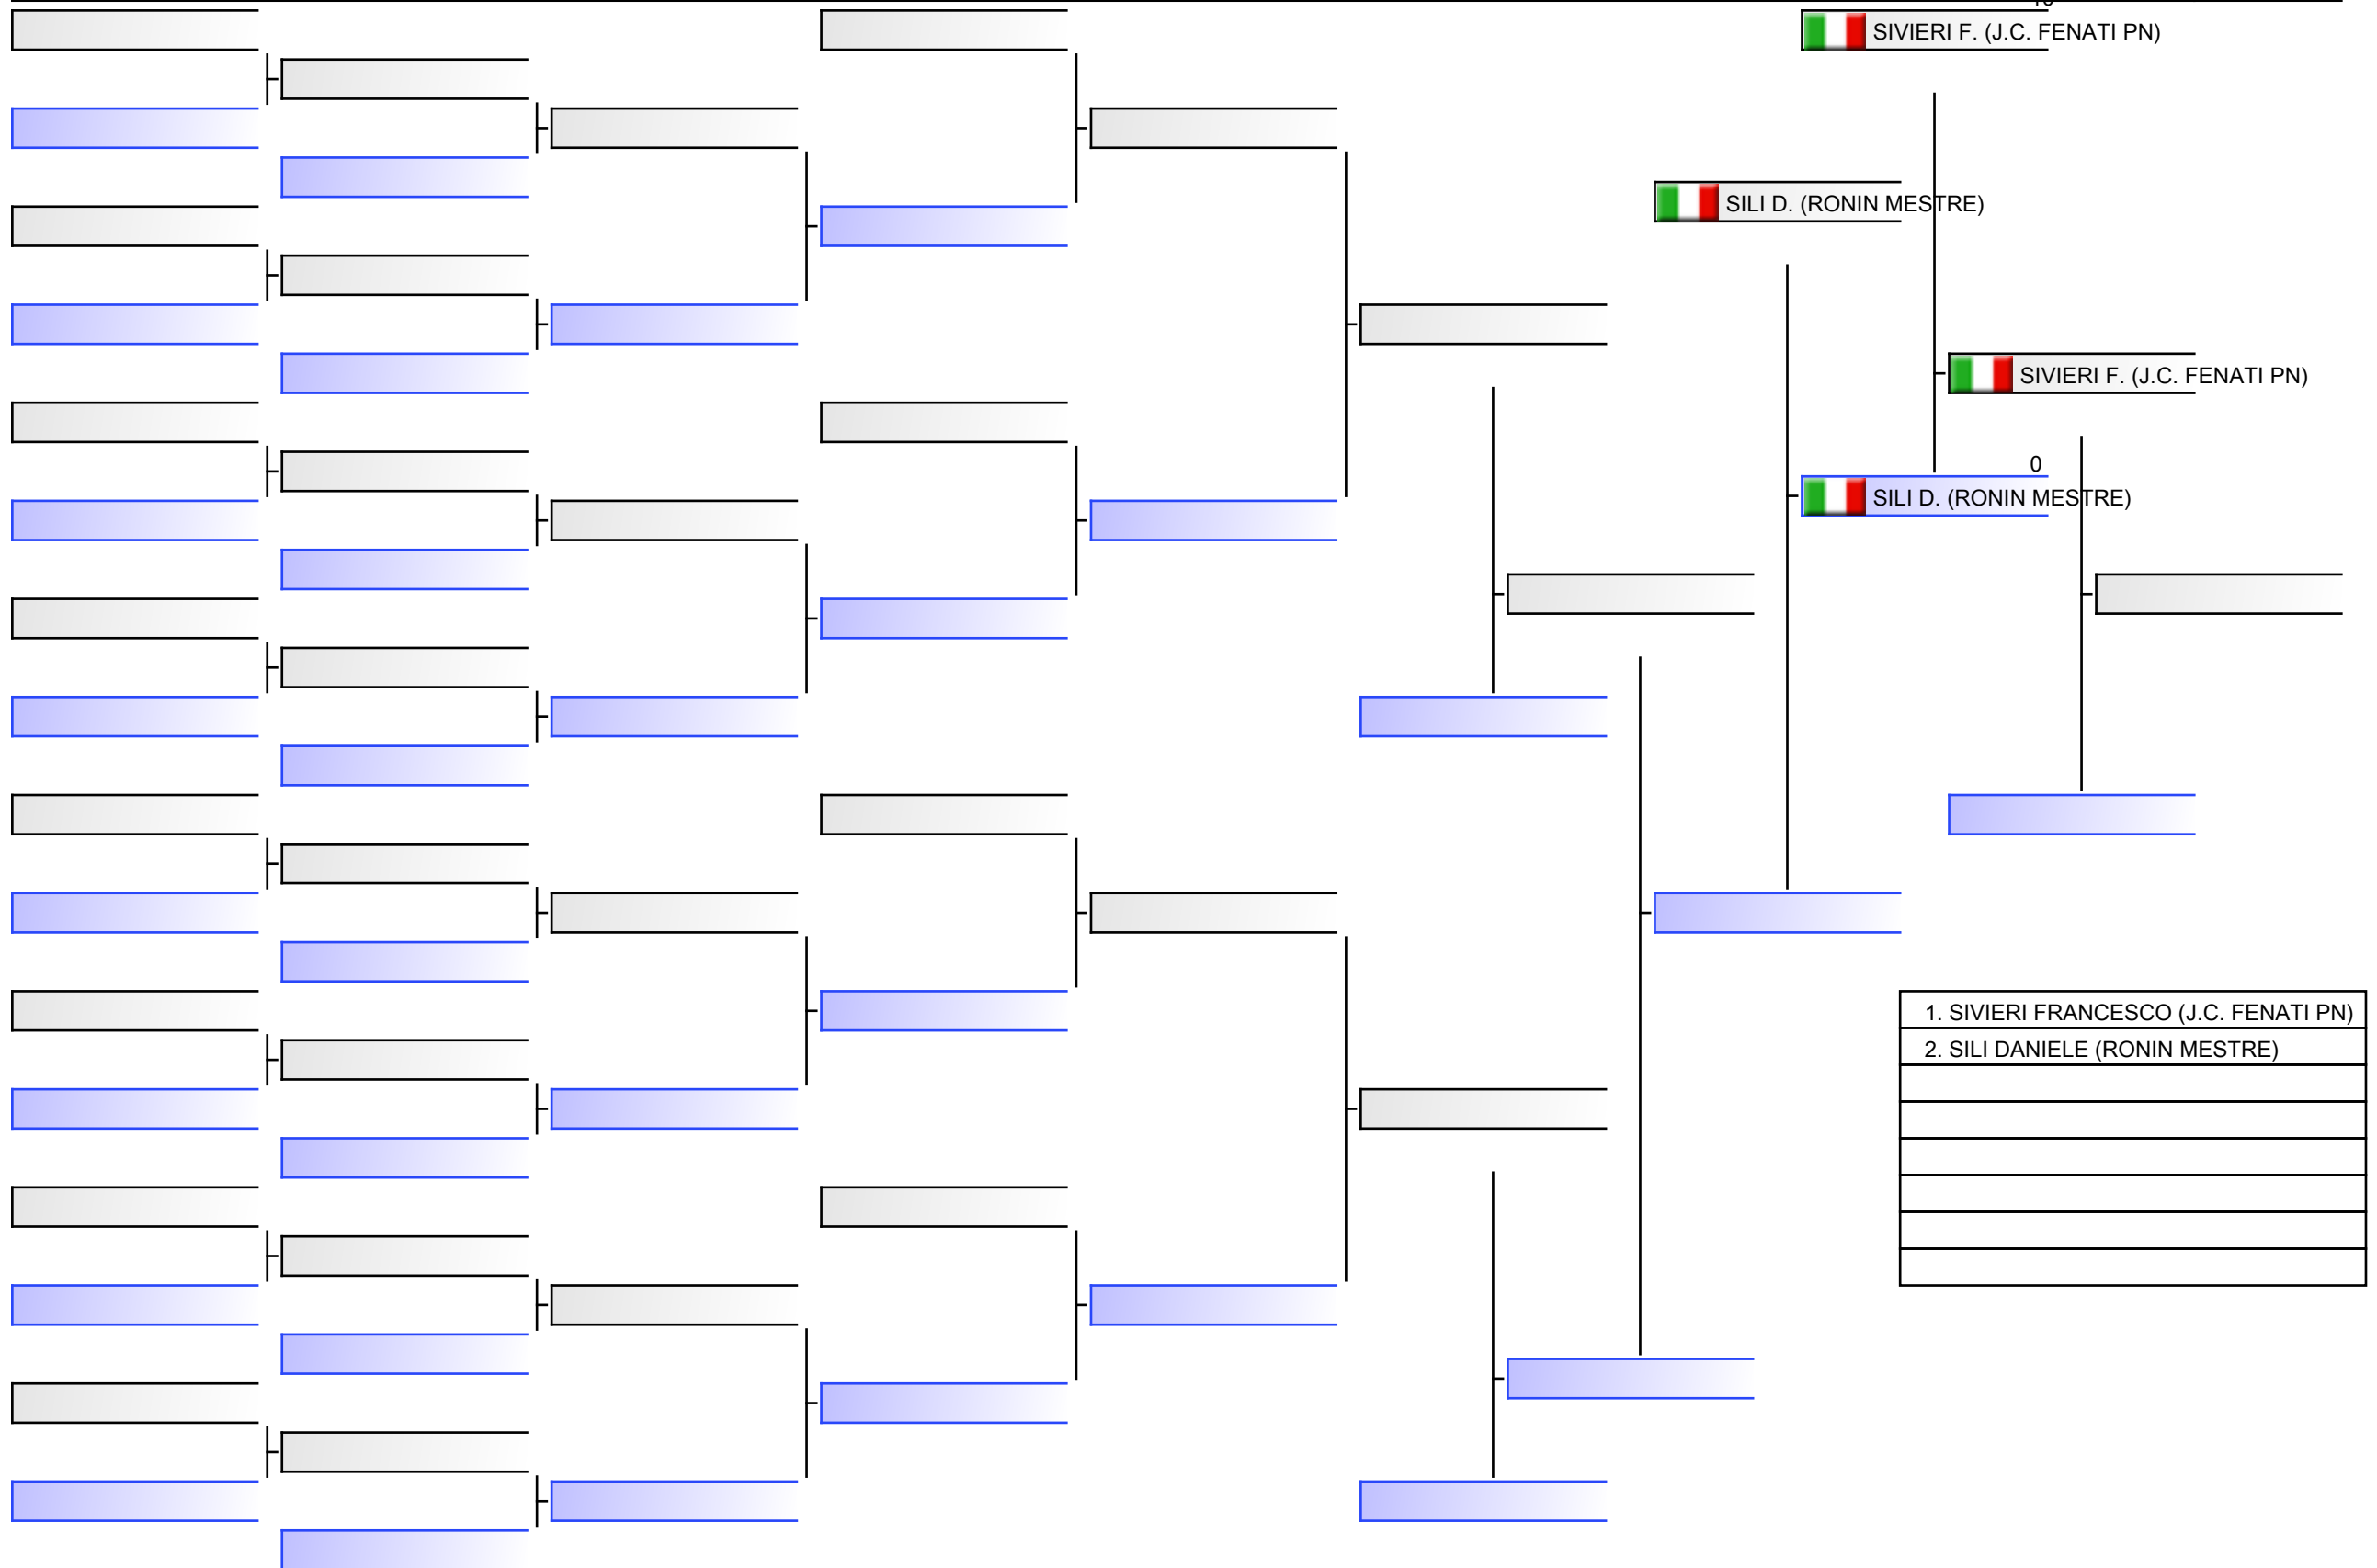 SIVIERI F. (J.C. FENATI PN)
SILI D. (RONIN MESTRE)
SIVIERI F. (J.C. FENATI PN)
0
SILI D. (RONIN MESTRE)
1. SIVIERI FRANCESCO (J.C. FENATI PN)
2. SILI DANIELE (RONIN MESTRE)